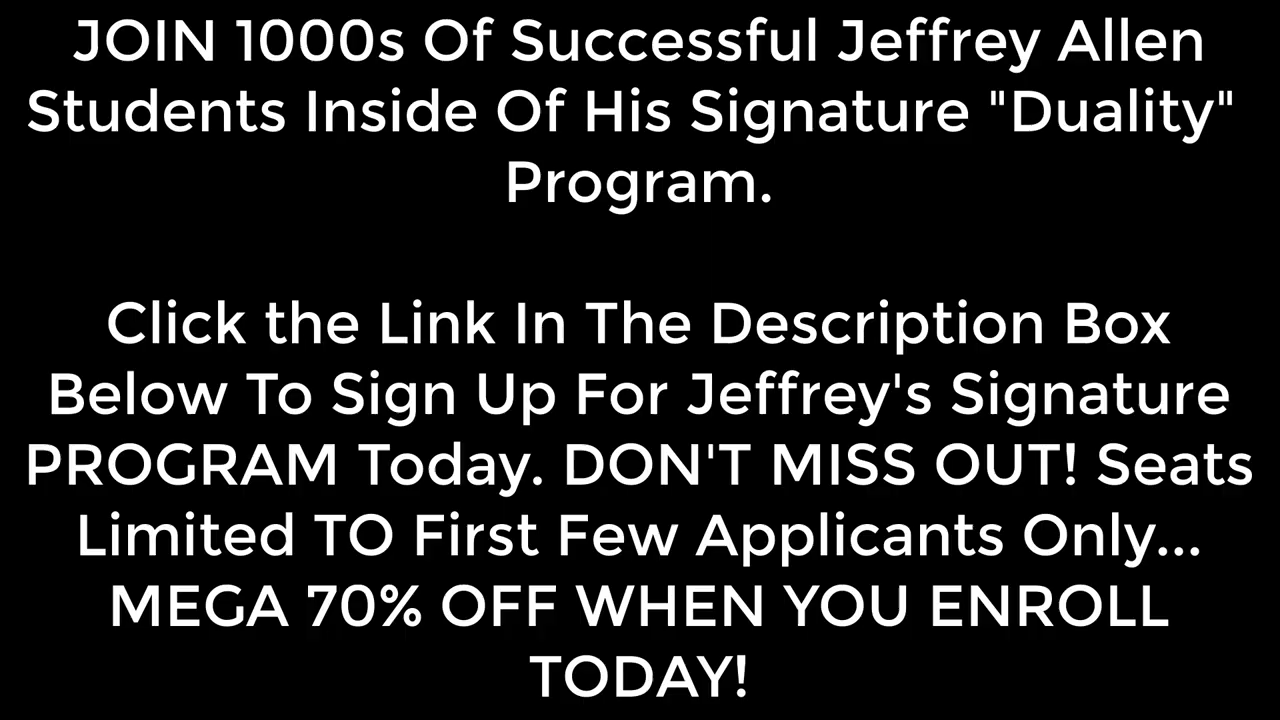 JOIN 1000s Of Successful Jeffrey Allen
Students Inside Of His Signature "Duality"
Program.
Click the Link In The Description Box
Below To Sign Up For Jeffrey's Signature
PROGRAM Today. DON'T MISS OUT! Seats
Limited TO First Few Applicants Only...
MEGA 70% OFF WHEN YOU ENROLL
TODAY!